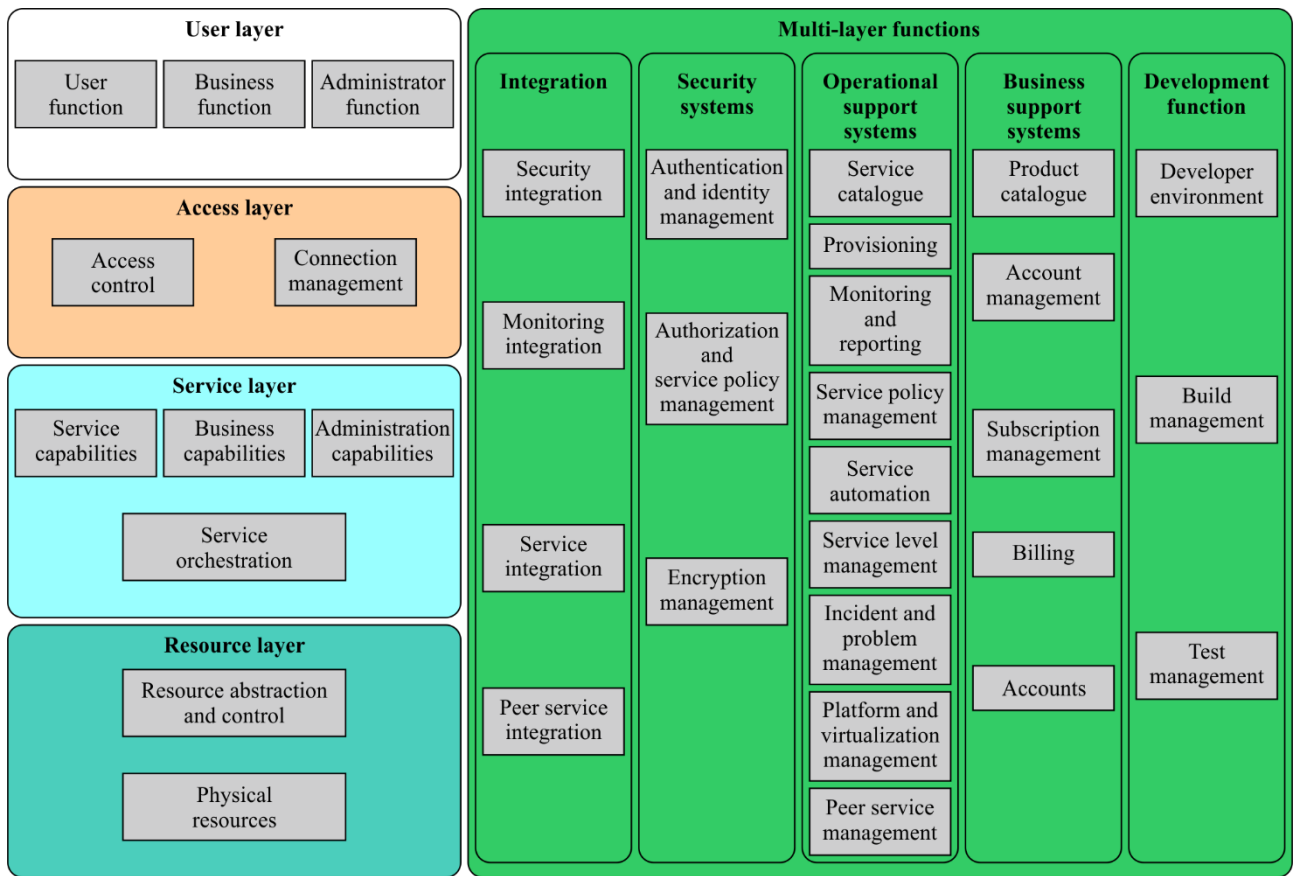 User layer
User
function
Business
function
Administrator
function
Access layer
Access
control
Connection
management
Service layer
Service
capabilities
Business
capabilities
Administration
capabilities
Service
orchestration
Resource layer
Resource abstraction
and control
Physical
resources
Multi-layer functions
Integration
Security
integration
Monitoring
integration
Service
integration
Peer service
integration
Security
systems
Authentication
and identity
management
Authorization
and
service policy
management
Encryption
management
Operational
support
systems
Service
catalogue
Provisioning
Monitoring
and
reporting
Service policy
management
Service
automation
Service level
management
Incident and
problem
management
Platform and
virtualization
management
Peer service
management
Business
support
systems
Product
catalogue
Account
management
Subscription
management
Billing
Accounts
Development
function
Developer
environment
Build
management
Test
management